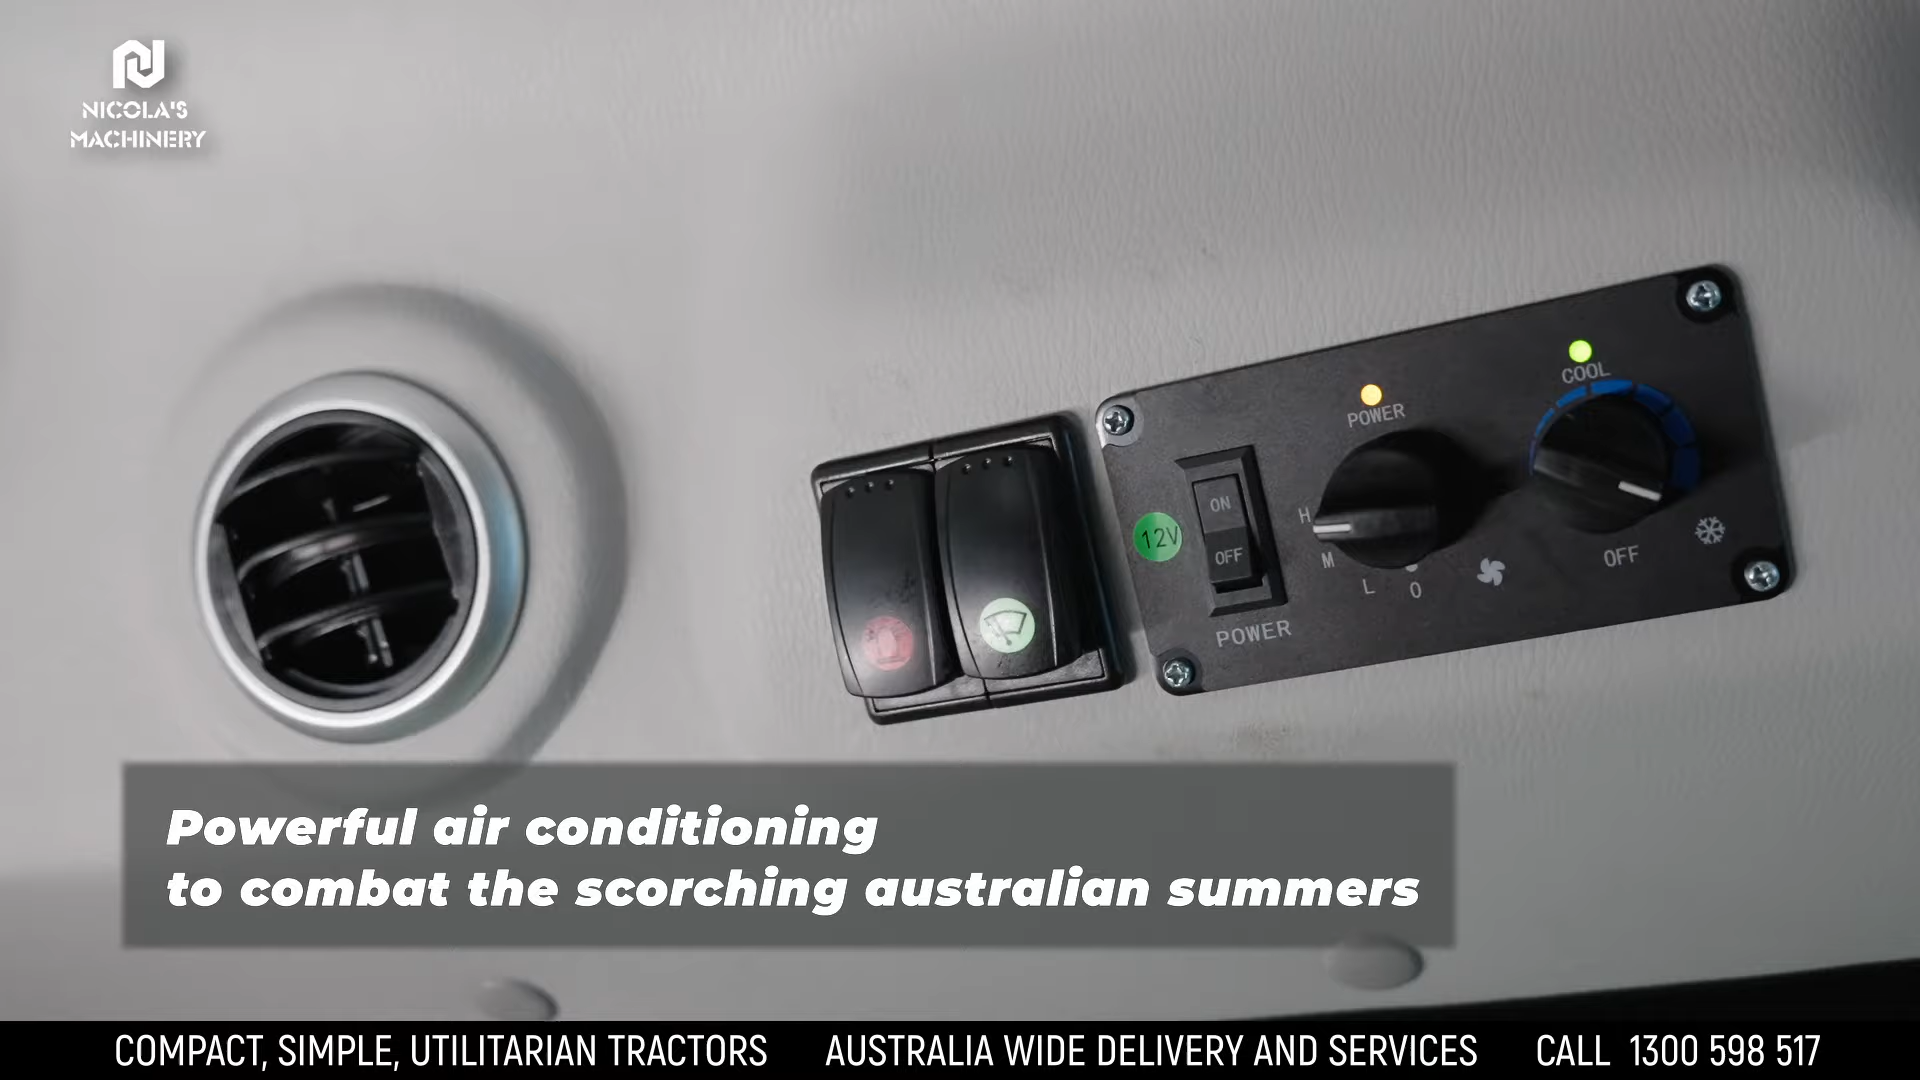 NICOLA'S
MACHINERY
COOL
POWER
ON
12V
H
OFF
M
OFF
L
O
POWER
Powerful air conditioning
to combat the scorching australian summers
COMPACT, SIMPLE, UTILITARIAN TRACTORS AUSTRALIA WIDE DELIVERY AND SERVICES CALL 1300 598 517